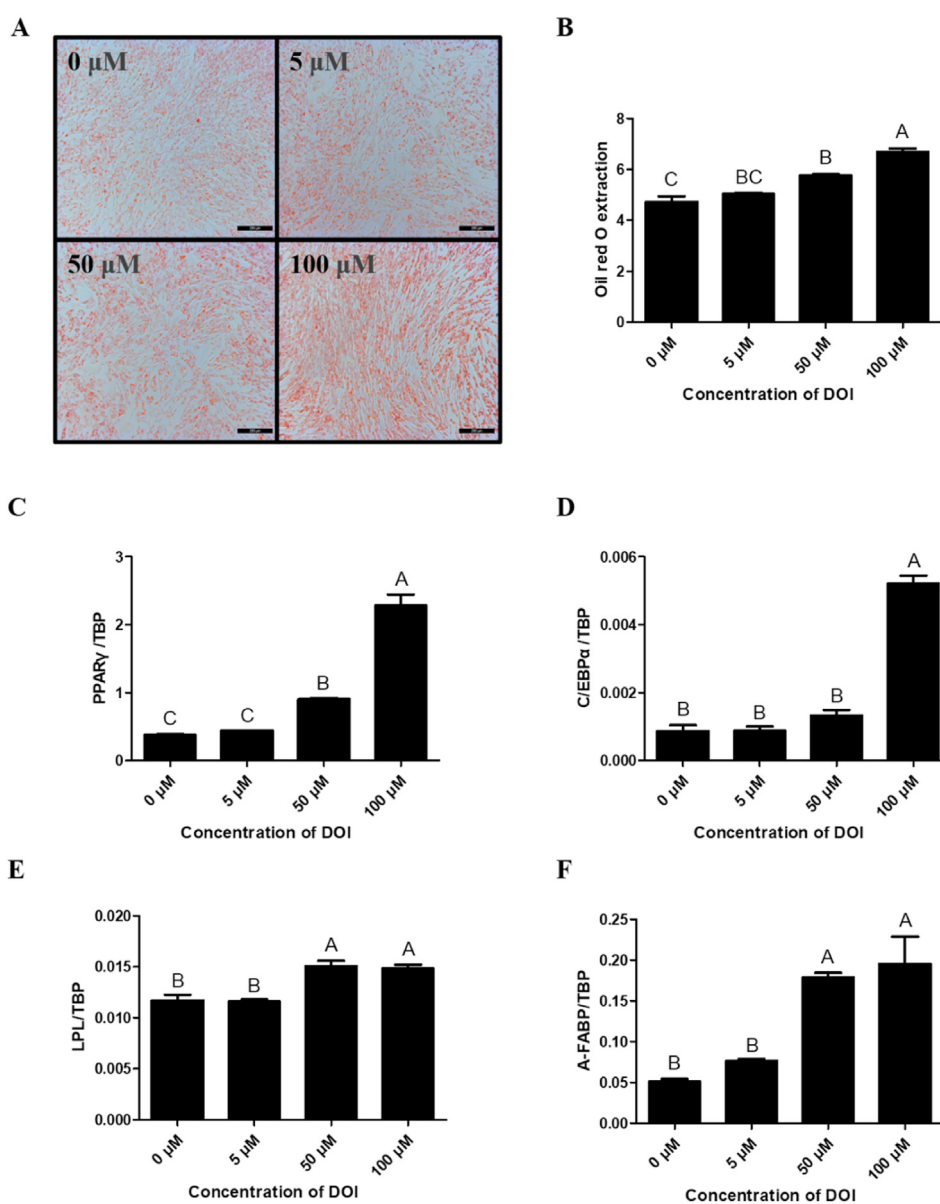 A
0 μM
5 μM
50 μM
100 μM
B
Oil red O extraction
8
6
4
2
0
C
BC
B
A
0 μM
5 μM
50 μM
100 μM
Concentration of DOI
C
PPARγ /TBP
3
2
1
0
C
C
B
A
0 μM
5 μM
50 μM
100 μM
Concentration of DOI
D
C/EBPα /TBP
0.006
0.004
0.002
0.000
B
B
B
A
0 μM
5 μM
50 μM
100 μM
Concentration of DOI
E
LPL/TBP
0.020
0.015
0.010
0.005
0.000
B
B
A
A
0 μM
5 μM
50 μM
100 μM
Concentration of DOI
F
A-FABP/TBP
0.25
0.20
0.15
0.10
0.05
0.00
B
B
A
A
0 μM
5 μM
50 μM
100 μM
Concentration of DOI